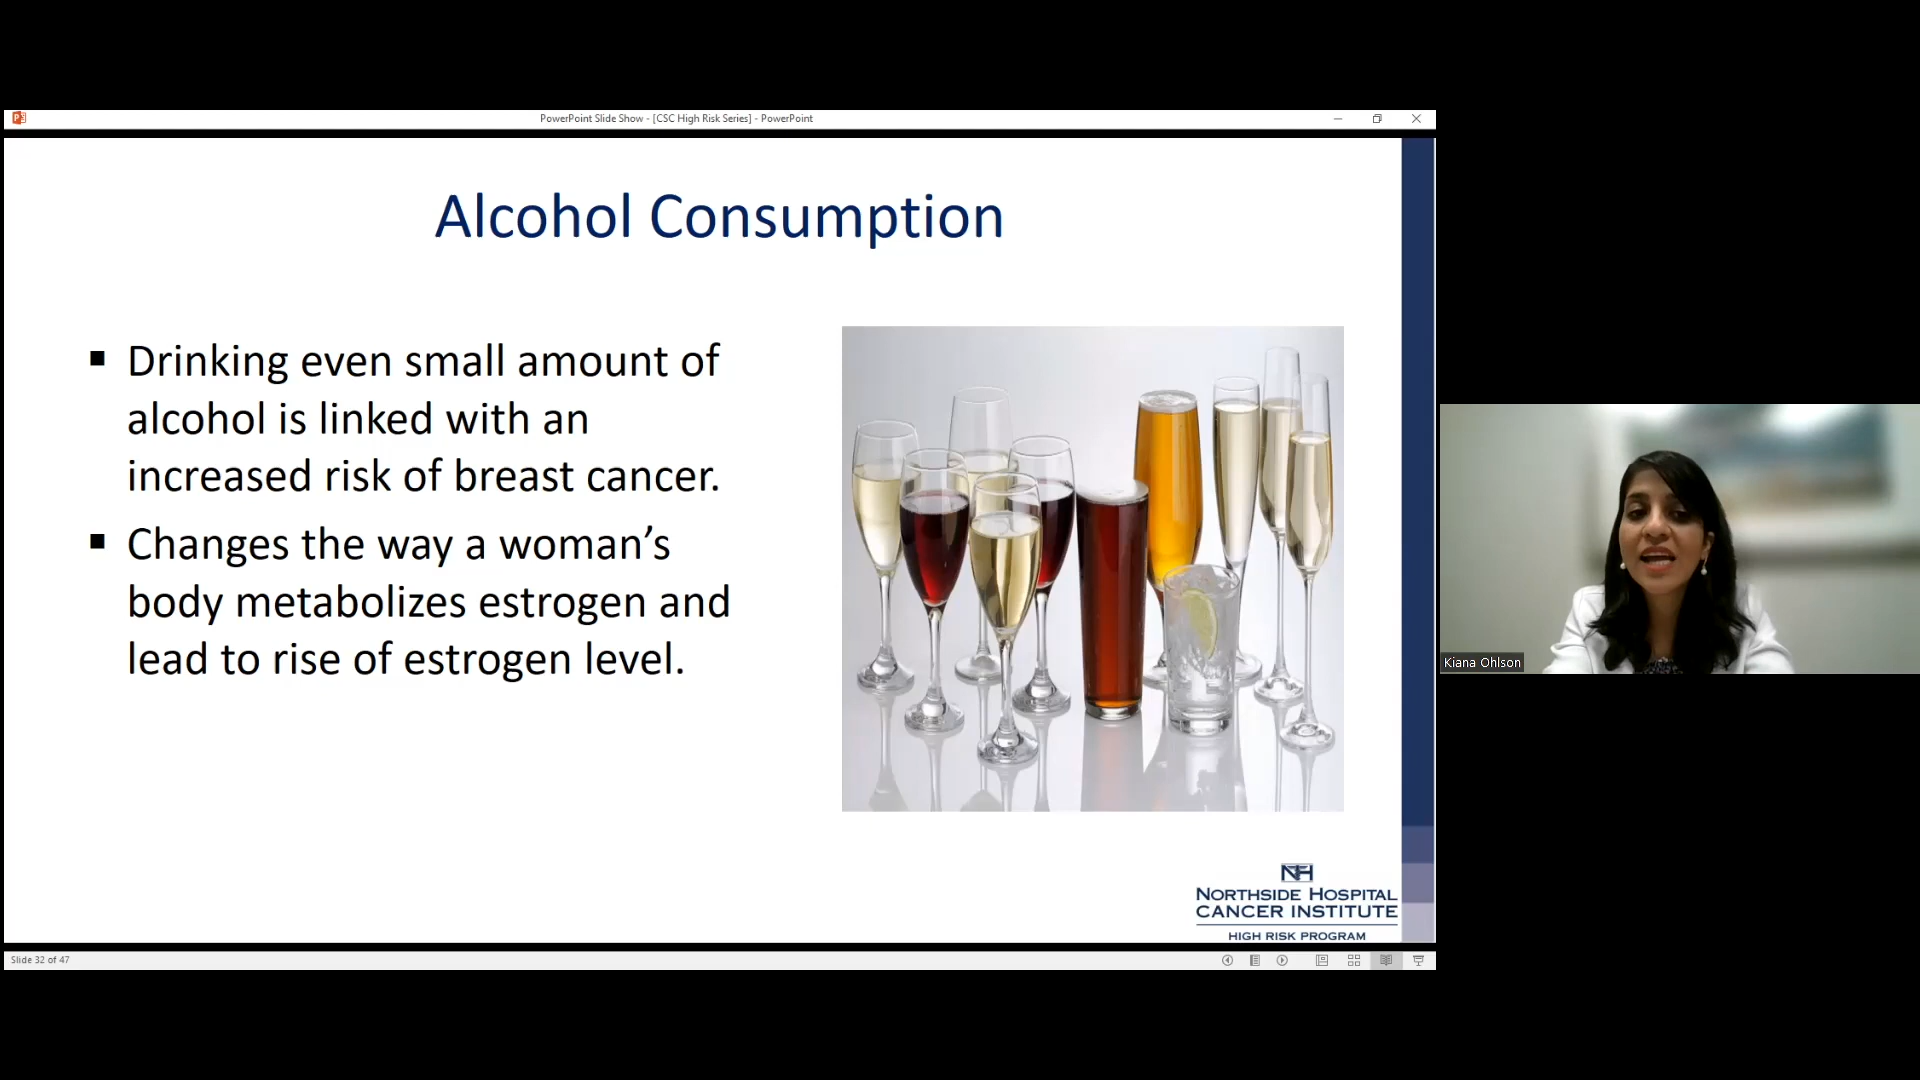 PowerPoint Slide Show - [CSC High Risk Series] - PowerPoint
Alcohol Consumption
▪ Drinking even small amount of
alcohol is linked with an
increased risk of breast cancer.
▪ Changes the way a woman’s
body metabolizes estrogen and
lead to rise of estrogen level.
NH
NORTHSIDE HOSPITAL
CANCER INSTITUTE
HIGH RISK PROGRAM
Slide 32 of 47
Kiana Ohlson